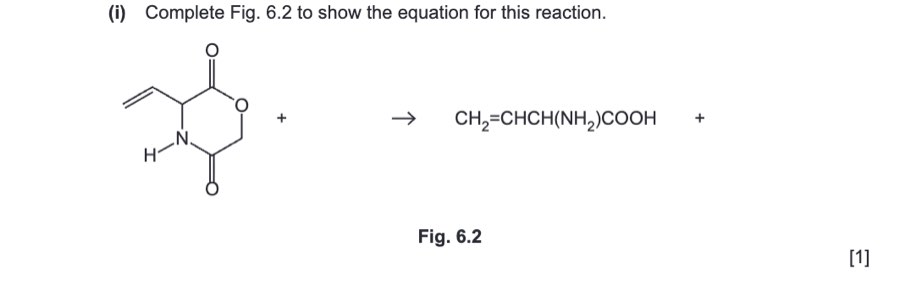 (i) Complete Fig. 6.2 to show the equation for this reaction.
O
O
+ → CH₂=CHCH(NH₂)COOH +
N
H
O
Fig. 6.2
[1]